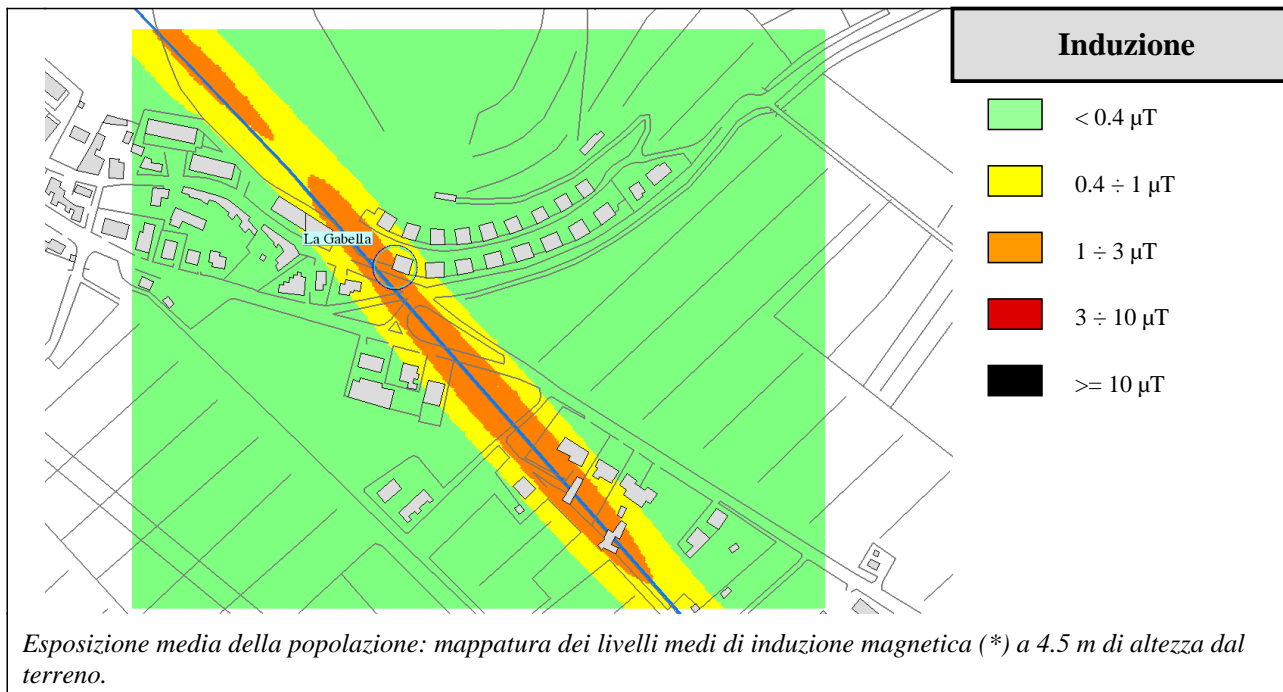 Induzione
< 0.4 µT
0.4 ÷ 1 µT
1 ÷ 3 µT
3 ÷ 10 µT
>= 10 µT
La Gabella
Esposizione media della popolazione: mappatura dei livelli medi di induzione magnetica (*) a 4.5 m di altezza dal
terreno.